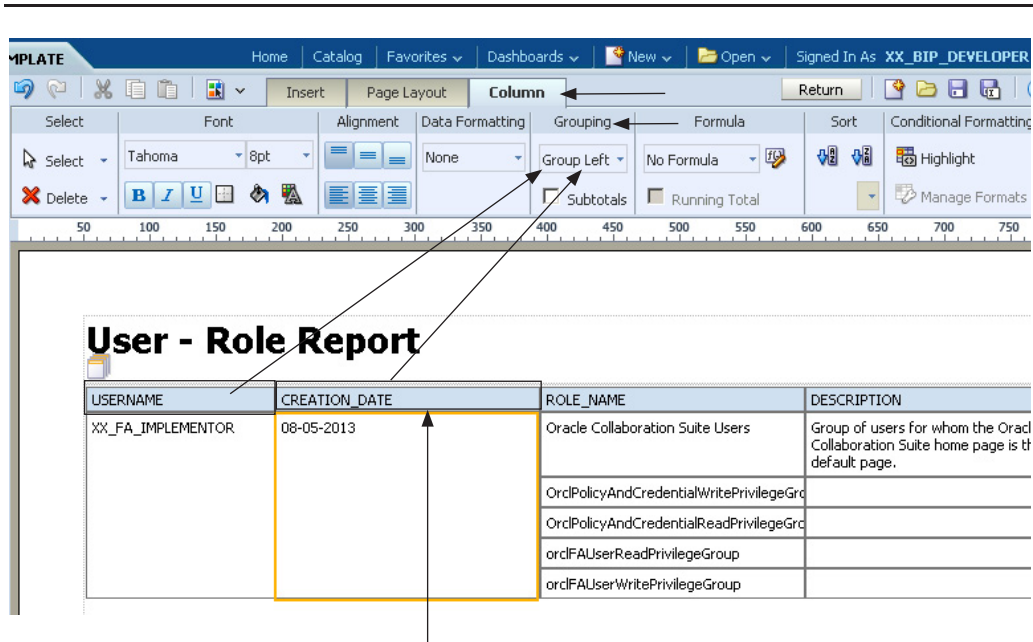 MPLATE Home Catalog Favorites Dashboards New Open Signed In As XX_BIP_DEVELOPER
Insert Page Layout Column Return
Select Font Alignment Data Formatting Grouping Formula Sort Conditional Formatting
Select Tahoma 8pt None Group Left No Formula Highlight
Delete B I U Subtotals Running Total Manage Formats
50 100 150 200 250 300 350 400 450 500 550 600 650 700 750
User - Role Report
USERNAME CREATION_DATE ROLE_NAME DESCRIPTION
XX_FA_IMPLEMENTOR 08-05-2013 Oracle Collaboration Suite Users Group of users for whom the Oracl
Collaboration Suite home page is th
default page.
OrclPolicyAndCredentialWritePrivilegeGro
OrclPolicyAndCredentialReadPrivilegeGro
orclFAUserReadPrivilegeGroup
orclFAUserWritePrivilegeGroup